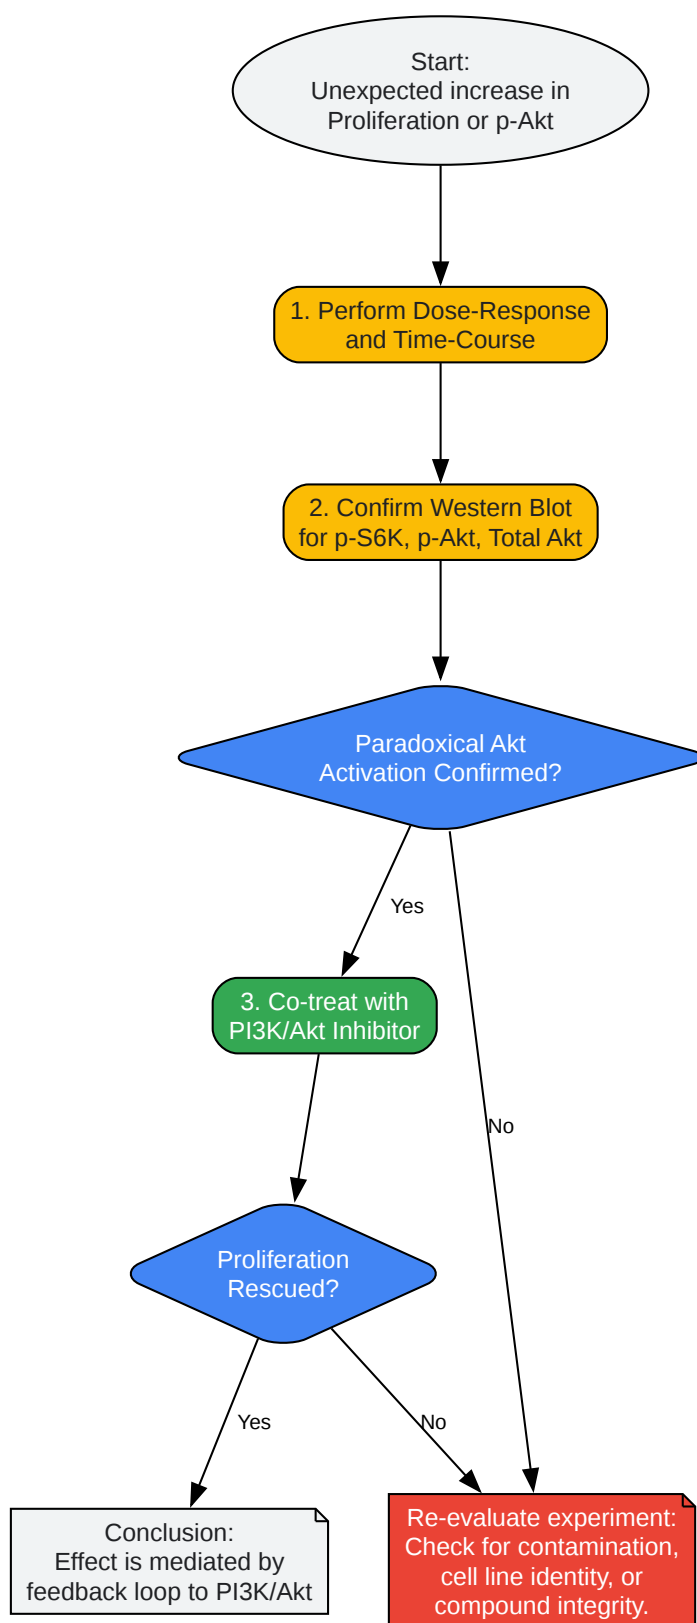 Start:
Unexpected increase in
Proliferation or p-Akt
1. Perform Dose-Response
and Time-Course
2. Confirm Western Blot
for p-S6K, p-Akt, Total Akt
Paradoxical Akt
Activation Confirmed?
Yes
3. Co-treat with
PI3K/Akt Inhibitor
No
Proliferation
Rescued?
Yes
No
Conclusion:
Effect is mediated by
feedback loop to PI3K/Akt
Re-evaluate experiment:
Check for contamination,
cell line identity, or
compound integrity.